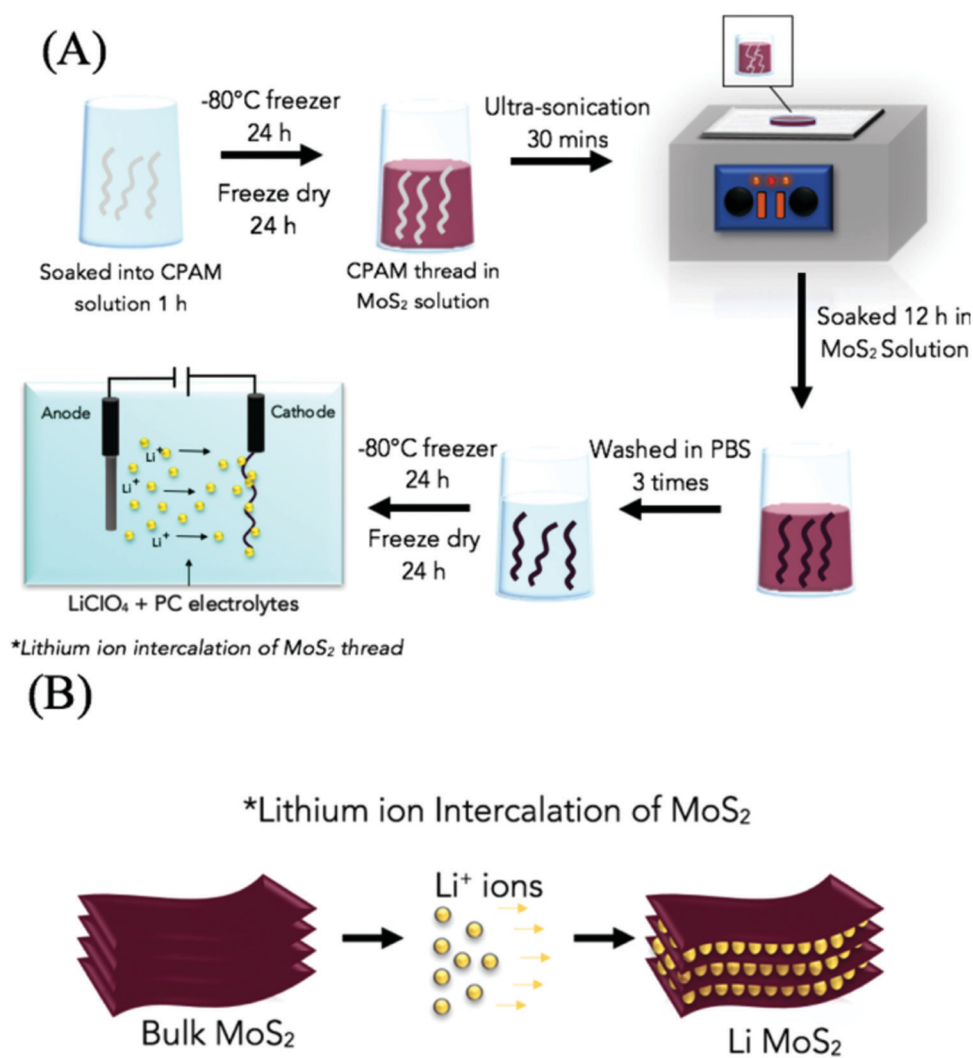 (A)
-80°C freezer
24 h
Freeze dry
24 h
Ultra-sonication
30 mins
Soaked into CPAM
solution 1 h
CPAM thread in
MoS₂ solution
Soaked 12 h in
MoS₂ Solution
Anode
Cathode
Li⁺
Li⁺
Li⁺
-80°C freezer
24 h
Freeze dry
24 h
Washed in PBS
3 times
LiClO₄ + PC electrolytes
*Lithium ion intercalation of MoS₂ thread
(B)
*Lithium ion Intercalation of MoS₂
Li⁺ ions
Bulk MoS₂
Li MoS₂